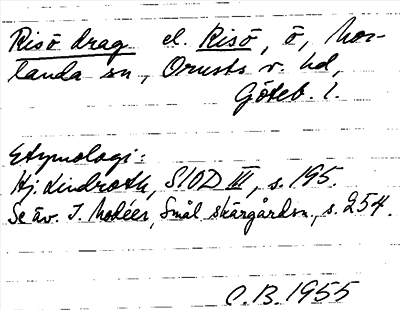 Risö drag el. Risö, ö, Mor-
landa sn, Orusts v. hd,
Göteb. l.
Etymologi:
Hj. Lindroth, SIOD III, s. 195.
Se äv. I. Modéer, Smål. skärgårdsn., s. 254.
C. B. 1955